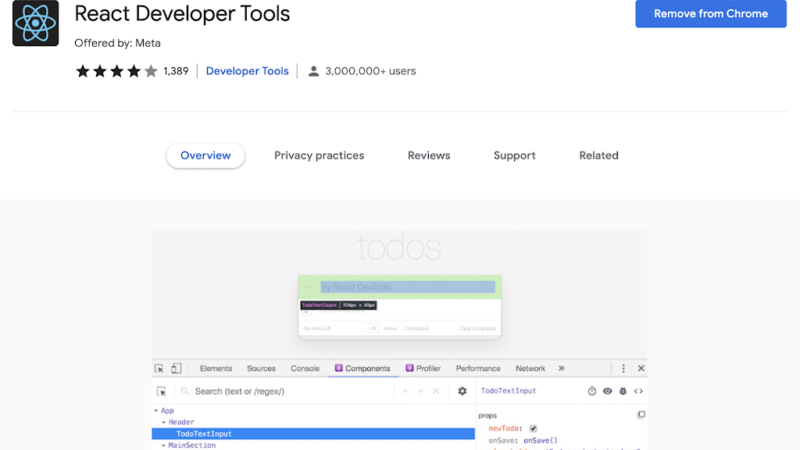 React Developer Tools
Remove from Chrome
Offered by: Meta
1,389
Developer Tools
3,000,000+ users
Overview
Privacy practices
Reviews
Support
Related
todos
Try React DevTools
TodoTextInput | 550px × 65px
No items left
All
Active
Completed
Clear completed
Elements
Sources
Console
Components
Profiler
Performance
Network
»
Search (text or /regex/)
TodoTextInput
App
Header
TodoTextInput
MainSection
props
newTodo:
onSave: onSave()